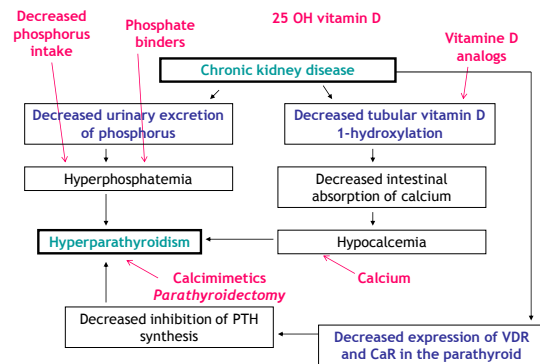 Decreased
phosphorus
intake
Phosphate
binders
25 OH vitamin D
Vitamine D
analogs
Chronic kidney disease
Decreased urinary excretion
of phosphorus
Decreased tubular vitamin D
1-hydroxylation
Hyperphosphatemia
Decreased intestinal
absorption of calcium
Hyperparathyroidism
Hypocalcemia
Calcimimetics
Parathyroidectomy
Calcium
Decreased inhibition of PTH
synthesis
Decreased expression of VDR
and CaR in the parathyroid